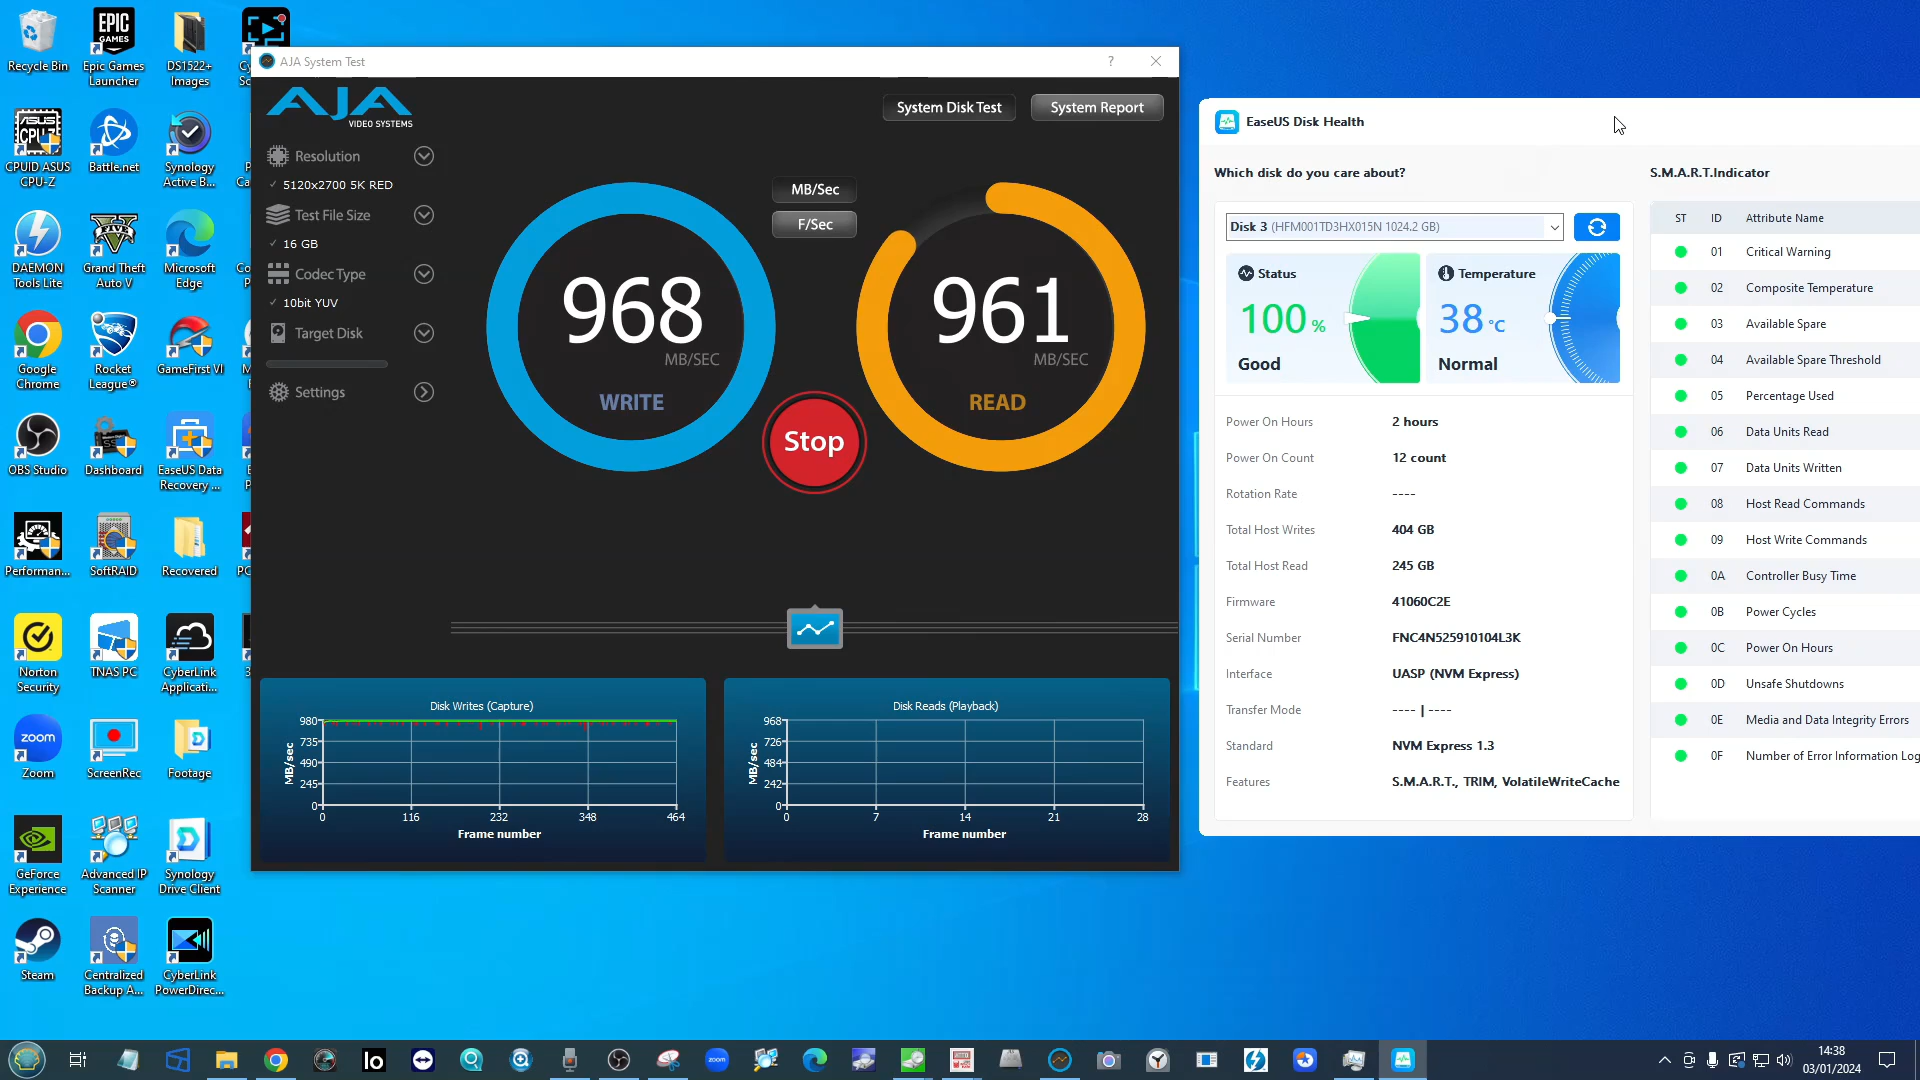 Recycle Bin
EPIC
GAMES
Epic Games
Launcher
DS1522+
Images
CPUID ASUS
CPU-Z
Battle.net
Synology
Active B...
DAEMON
Tools Lite
Grand Theft
Auto V
Microsoft
Edge
Google
Chrome
Rocket
League®
GameFirst VI
OBS Studio
Dashboard
EaseUS Data
Recovery ...
Performan...
SoftRAID
Recovered
Norton
Security
TNAS PC
CyberLink
Applicati...
zoom
Zoom
ScreenRec
Footage
GeForce
Experience
Advanced IP
Scanner
Synology
Drive Client
Steam
Centralized
Backup A...
CyberLink
PowerDirec...
AJA System Test
?
AJA
VIDEO SYSTEMS
System Disk Test
System Report
Resolution
✓ 5120x2700 5K RED
Test File Size
✓ 16 GB
Codec Type
✓ 10bit YUV
Target Disk
Settings
MB/Sec
F/Sec
968
MB/SEC
WRITE
961
MB/SEC
READ
Stop
Disk Writes (Capture)
MB/sec
980
735
490
245
0
0 116 232 348 464
Frame number
Disk Reads (Playback)
MB/sec
968
726
484
242
0
0 7 14 21 28
Frame number
EaseUS Disk Health
Which disk do you care about?
Disk 3 (HFM001TD3HX015N 1024.2 GB)
Status
100 %
Good
Temperature
38 °C
Normal
Power On Hours 2 hours
Power On Count 12 count
Rotation Rate ----
Total Host Writes 404 GB
Total Host Read 245 GB
Firmware 41060C2E
Serial Number FNC4N525910104L3K
Interface UASP (NVM Express)
Transfer Mode ---- | ----
Standard NVM Express 1.3
Features S.M.A.R.T., TRIM, VolatileWriteCache
S.M.A.R.T.Indicator
ST ID Attribute Name
01 Critical Warning
02 Composite Temperature
03 Available Spare
04 Available Spare Threshold
05 Percentage Used
06 Data Units Read
07 Data Units Written
08 Host Read Commands
09 Host Write Commands
0A Controller Busy Time
0B Power Cycles
0C Power On Hours
0D Unsafe Shutdowns
0E Media and Data Integrity Errors
0F Number of Error Information Log
zoom
14:38
03/01/2024